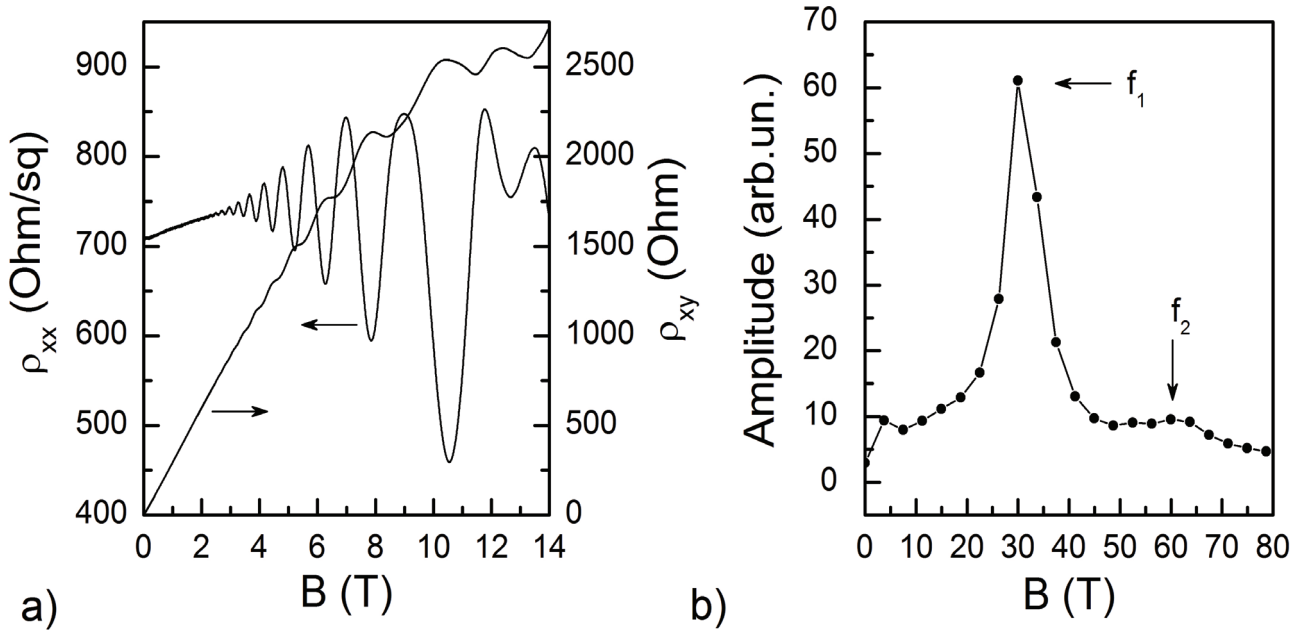 900
800
700
600
500
400
ρxx (Ohm/sq)
2500
2000
1500
1000
500
0
ρxy (Ohm)
0 2 4 6 8 10 12 14
B (T)
a)
70
60
50
40
30
20
10
0
Amplitude (arb.un.)
f1
f2
0 10 20 30 40 50 60 70 80
B (T)
b)